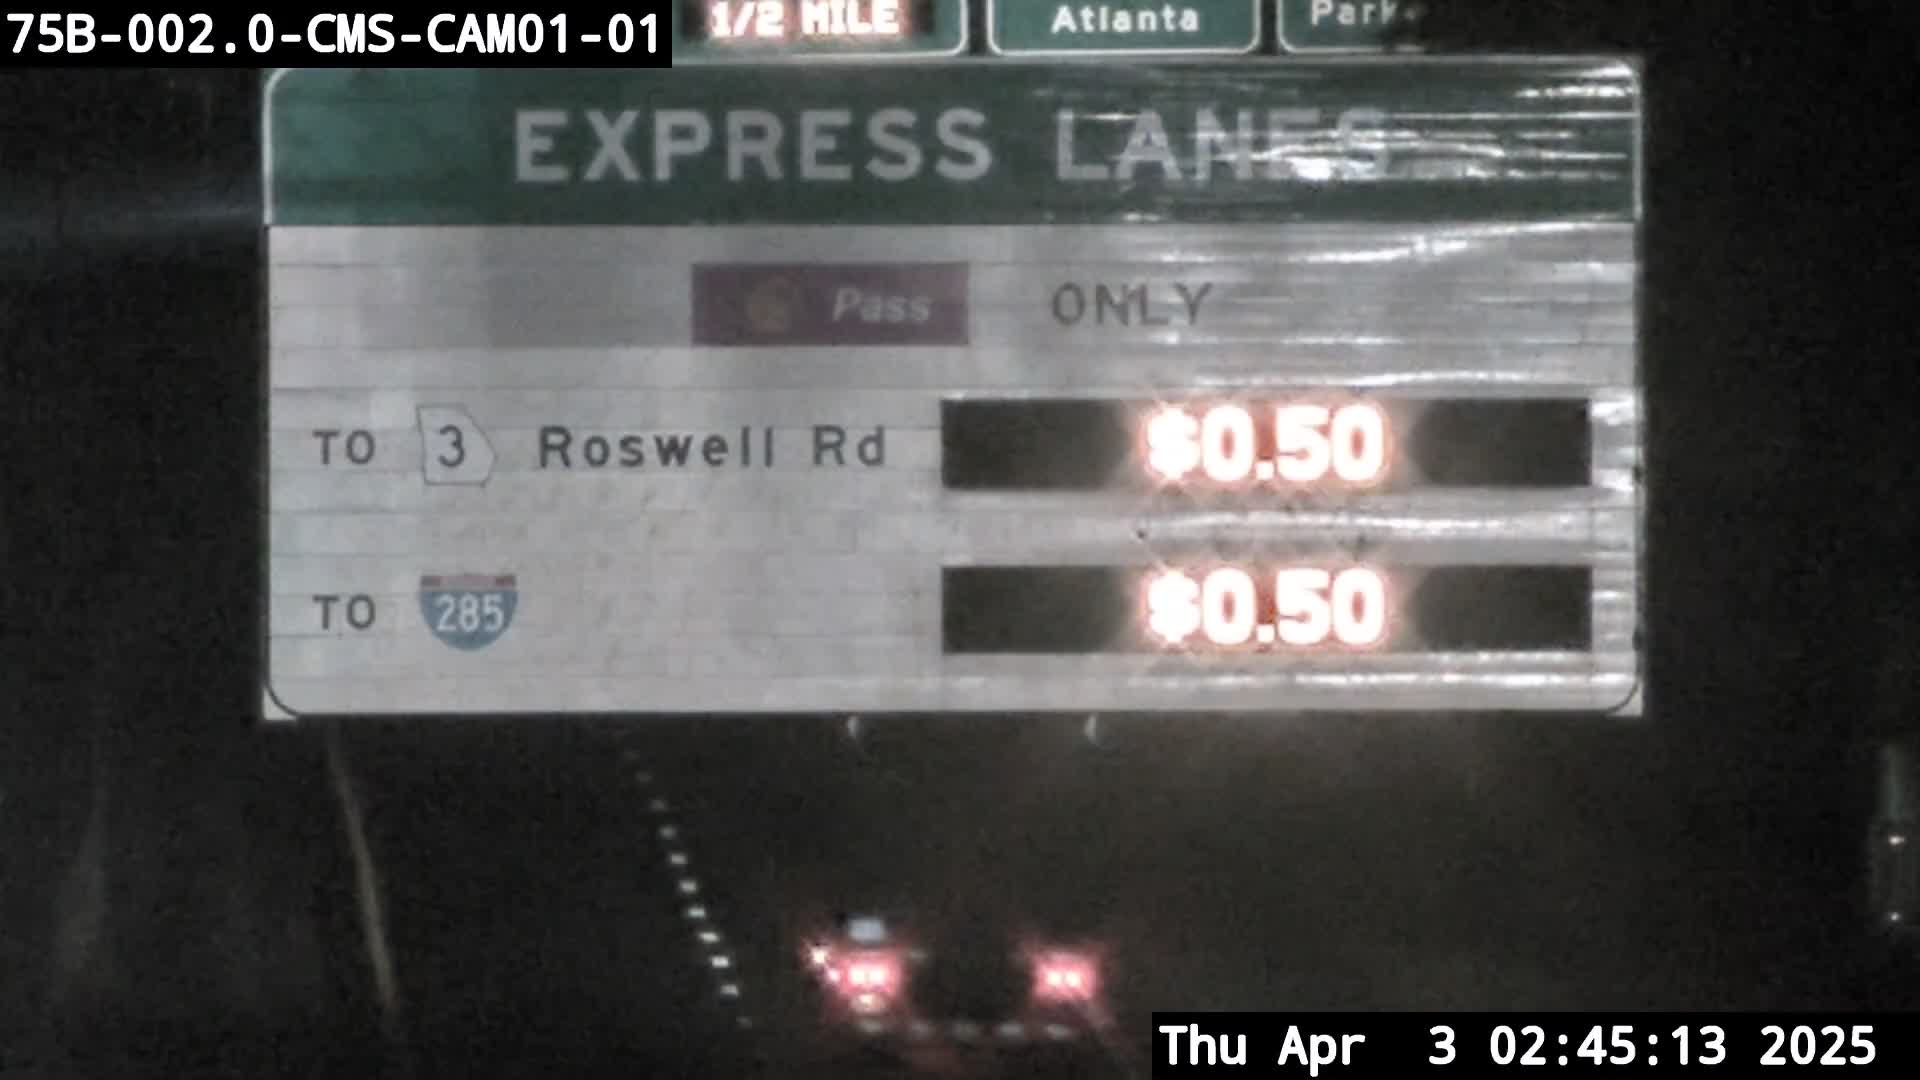 75B-002.0-CMS-CAM01-01
1/2 MILE
Atlanta
EXPRESS LANES
Pass ONLY
TO 3 Roswell Rd $0.50
TO 285 $0.50
Thu Apr 3 02:45:13 2025